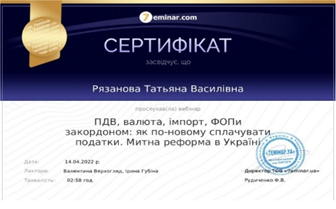 7eminar.com
СЕРТИФІКАТ
засвідчує, що
Рязанова Татьяна Василівна
прослухав(ла) вебінар
ПДВ, валюта, імпорт, ФОПи
закордоном: як по-новому сплачувати
податки. Митна реформа в Україні.
Дата: 14.04.2022 р.
Лектори: Валентина Верхогляд, Ірина Губіна
Тривалість: 02:58 год.
Директор ТОВ «7eminar.ua»
Рудиченко Ф.В.